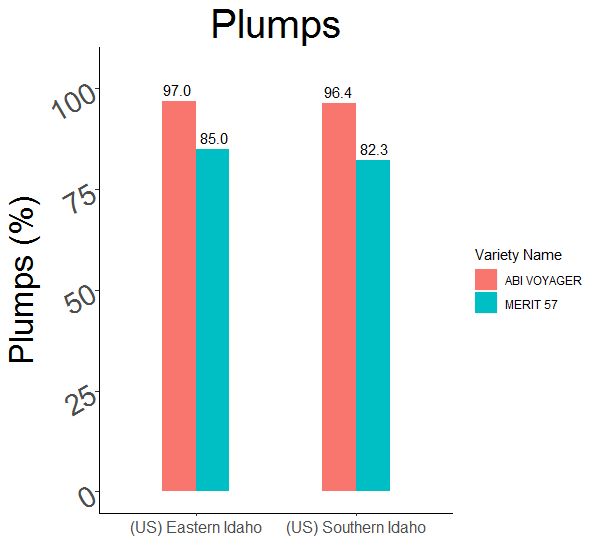 Plumps
Plumps (%)
100
75
50
25
0
97.0
85.0
96.4
82.3
(US) Eastern Idaho
(US) Southern Idaho
Variety Name
ABI VOYAGER
MERIT 57